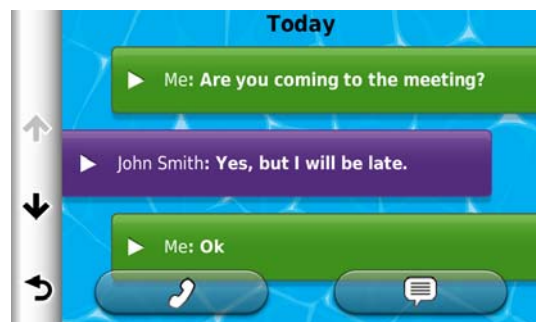 Today
Me: Are you coming to the meeting?
John Smith: Yes, but I will be late.
Me: Ok